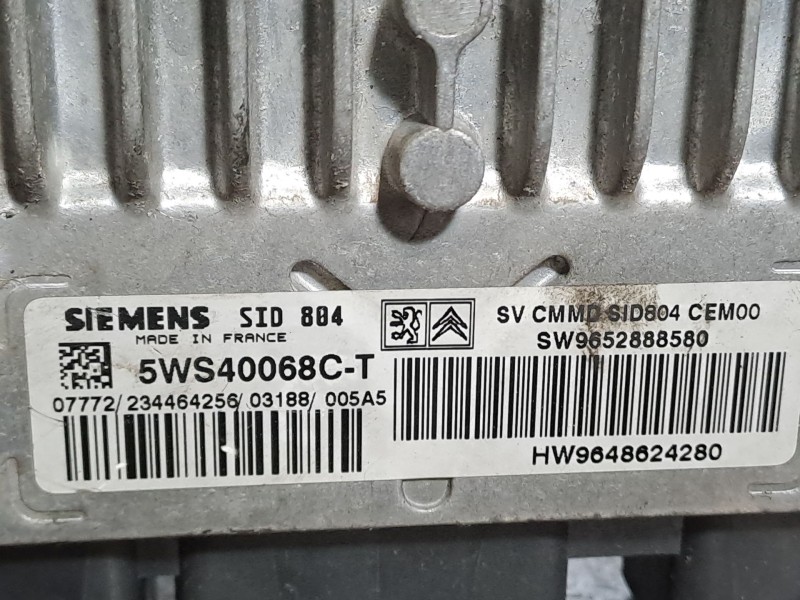 SIEMENS SID 804
MADE IN FRANCE
5WS40068C-T
07772/234464256/03188/005A5
SV CMMD SID804 CEM00
SW9652888580
HW9648624280